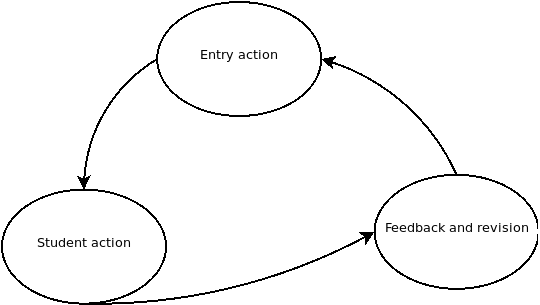 Entry action
Student action
Feedback and revision